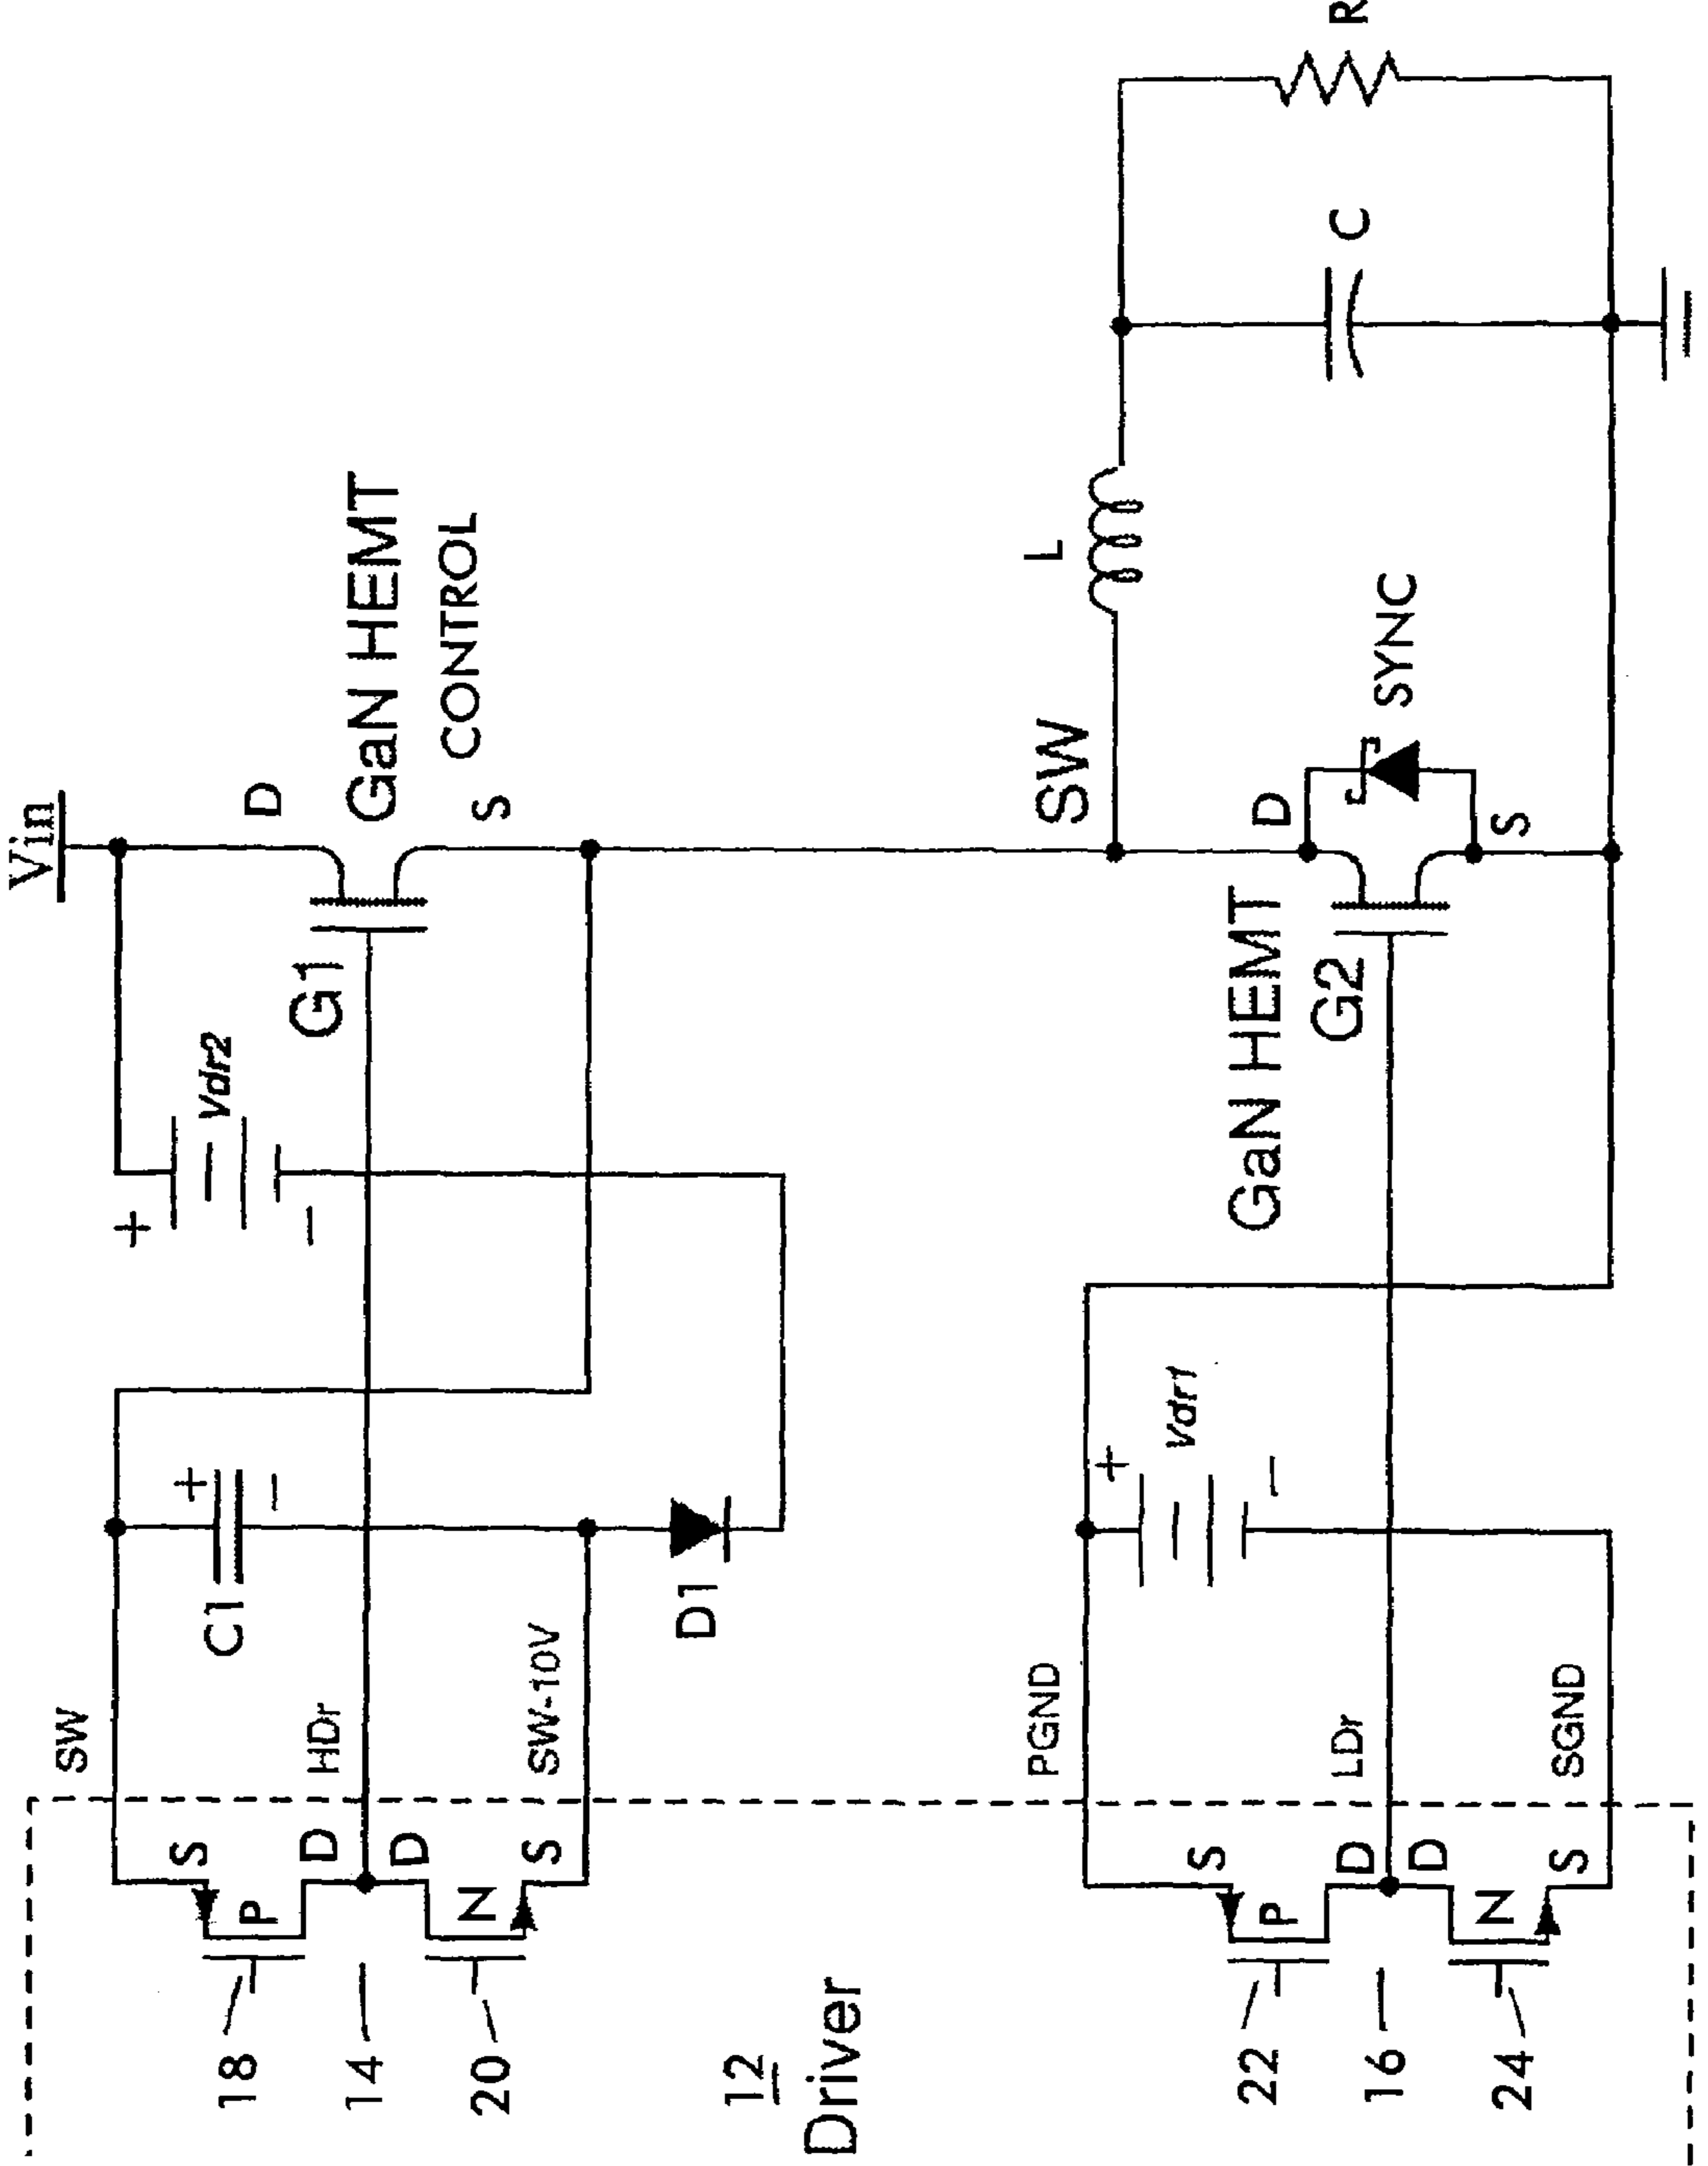 Vin
D
GaN HEMT
CONTROL
S
G1
Vdr2
+
−
SW
C1
+
−
HDr
SW-10V
D1
S
P
D
D
N
S
18
14
20
12
Driver
SW
L
C
R
D
SYNC
S
GaN HEMT
G2
PGND
+
Vdr1
−
LDr
SGND
S
P
D
D
N
S
22
16
24